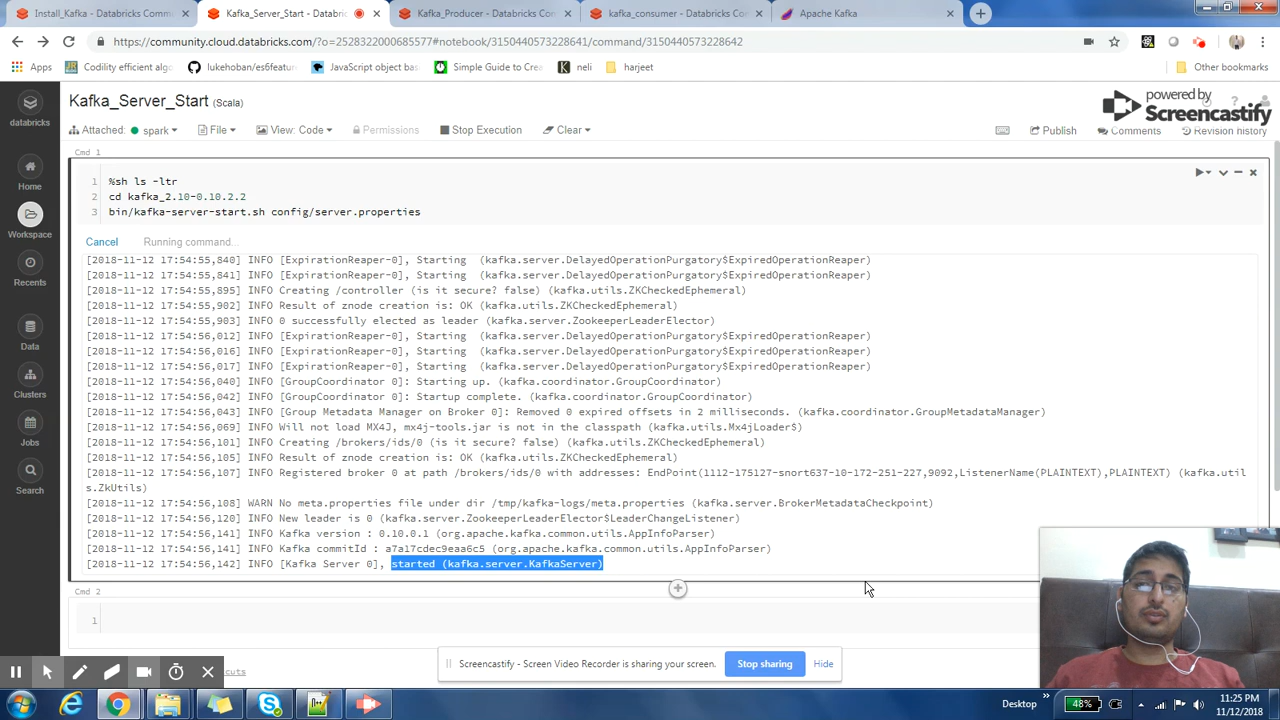 Install_Kafka - Databricks Commu
Kafka_Server_Start - Databri
Kafka_Producer - Databricks Com
kafka_consumer - Databricks Com
Apache Kafka
https://community.cloud.databricks.com/?o=2528322000685577#notebook/3150440573228641/command/3150440573228642
Apps
Codility efficient algo
lukehoban/es6featur
JavaScript object bas
Simple Guide to Cre
neli
harjeet
Other bookmarks
databricks
Home
Workspace
Recents
Data
Clusters
Jobs
Search
Kafka_Server_Start (Scala)
powered by
Screencastify
Attached: spark
File
View: Code
Permissions
Stop Execution
Clear
Publish
Comments
Revision history
Cmd 1
1 %sh ls -ltr
2 cd kafka_2.10-0.10.2.2
3 bin/kafka-server-start.sh config/server.properties
Cancel Running command...
[2018-11-12 17:54:55,840] INFO [ExpirationReaper-0], Starting (kafka.server.DelayedOperationPurgatory$ExpiredOperationReaper)
[2018-11-12 17:54:55,841] INFO [ExpirationReaper-0], Starting (kafka.server.DelayedOperationPurgatory$ExpiredOperationReaper)
[2018-11-12 17:54:55,895] INFO Creating /controller (is it secure? false) (kafka.utils.ZKCheckedEphemeral)
[2018-11-12 17:54:55,902] INFO Result of znode creation is: OK (kafka.utils.ZKCheckedEphemeral)
[2018-11-12 17:54:55,903] INFO 0 successfully elected as leader (kafka.server.ZookeeperLeaderElector)
[2018-11-12 17:54:56,012] INFO [ExpirationReaper-0], Starting (kafka.server.DelayedOperationPurgatory$ExpiredOperationReaper)
[2018-11-12 17:54:56,016] INFO [ExpirationReaper-0], Starting (kafka.server.DelayedOperationPurgatory$ExpiredOperationReaper)
[2018-11-12 17:54:56,017] INFO [ExpirationReaper-0], Starting (kafka.server.DelayedOperationPurgatory$ExpiredOperationReaper)
[2018-11-12 17:54:56,040] INFO [GroupCoordinator 0]: Starting up. (kafka.coordinator.GroupCoordinator)
[2018-11-12 17:54:56,042] INFO [GroupCoordinator 0]: Startup complete. (kafka.coordinator.GroupCoordinator)
[2018-11-12 17:54:56,043] INFO [Group Metadata Manager on Broker 0]: Removed 0 expired offsets in 2 milliseconds. (kafka.coordinator.GroupMetadataManager)
[2018-11-12 17:54:56,069] INFO Will not load MX4J, mx4j-tools.jar is not in the classpath (kafka.utils.Mx4jLoader$)
[2018-11-12 17:54:56,101] INFO Creating /brokers/ids/0 (is it secure? false) (kafka.utils.ZKCheckedEphemeral)
[2018-11-12 17:54:56,105] INFO Result of znode creation is: OK (kafka.utils.ZKCheckedEphemeral)
[2018-11-12 17:54:56,107] INFO Registered broker 0 at path /brokers/ids/0 with addresses: EndPoint(1112-175127-snort637-10-172-251-227,9092,ListenerName(PLAINTEXT),PLAINTEXT) (kafka.util
s.ZkUtils)
[2018-11-12 17:54:56,108] WARN No meta.properties file under dir /tmp/kafka-logs/meta.properties (kafka.server.BrokerMetadataCheckpoint)
[2018-11-12 17:54:56,120] INFO New leader is 0 (kafka.server.ZookeeperLeaderElector$LeaderChangeListener)
[2018-11-12 17:54:56,141] INFO Kafka version : 0.10.0.1 (org.apache.kafka.common.utils.AppInfoParser)
[2018-11-12 17:54:56,141] INFO Kafka commitId : a7a17cdec9eaa6c5 (org.apache.kafka.common.utils.AppInfoParser)
[2018-11-12 17:54:56,142] INFO [Kafka Server 0], started (kafka.server.KafkaServer)
Cmd 2
1
Screencastify - Screen Video Recorder is sharing your screen.
Stop sharing
Hide
cuts
Desktop
48%
11:25 PM
11/12/2018